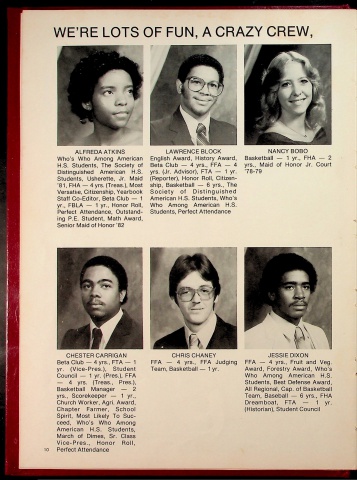 WE'RE LOTS OF FUN, A CRAZY CREW,
ALFREDA ATKINS
Who's Who Among American
H.S. Students, The Society of
Distinguished American H.S.
Students, Usherette, Jr. Maid
'81, FHA — 4 yrs (Treas.), Most
Versatile, Citizenship, Yearbook
Staff Co-Editor, Beta Club — 1
yr., FBLA — 1 yr., Honor Roll,
Perfect Attendance, Outstand-
ing P.E. Student, Math Award,
Senior Maid of Honor '82
LAWRENCE BLOCK
English Award, History Award,
Beta Club — 4 yrs., FFA — 4
yrs. (Jr. Advisor), FTA — 1 yr.
(Reporter), Honor Roll, Citizen-
ship, Basketball — 6 yrs., The
Society of Distinguished
American H.S. Students, Who's
Who Among American H.S.
Students, Perfect Attendance
NANCY BOBO
Basketball — 1 yr., FHA — 2
yrs., Maid of Honor Jr. Court
'78-79
CHESTER CARRIGAN
Beta Club — 4 yrs., FTA — 1
yr. (Vice-Pres.), Student
Council — 1 yr. (Pres.), FFA
— 4 yrs. (Treas., Pres.),
Basketball Manager — 2
yrs., Scorekeeper — 1 yr.,
Church Worker, Agri. Award,
Chapter Farmer, School
Spirit, Most Likely To Suc-
ceed, Who's Who Among
American H.S. Students,
March of Dimes, Sr. Class
Vice-Pres., Honor Roll,
Perfect Attendance
CHRIS CHANEY
FFA — 4 yrs., FFA Judging
Team, Basketball — 1 yr.
JESSIE DIXON
FFA — 4 yrs., Fruit and Veg.
Award, Forestry Award, Who's
Who Among American H.S.
Students, Best Defense Award,
All Regional, Cap. of Basketball
Team, Baseball — 6 yrs., FHA
Dreamboat, FTA — 1 yr.
(Historian), Student Council
10